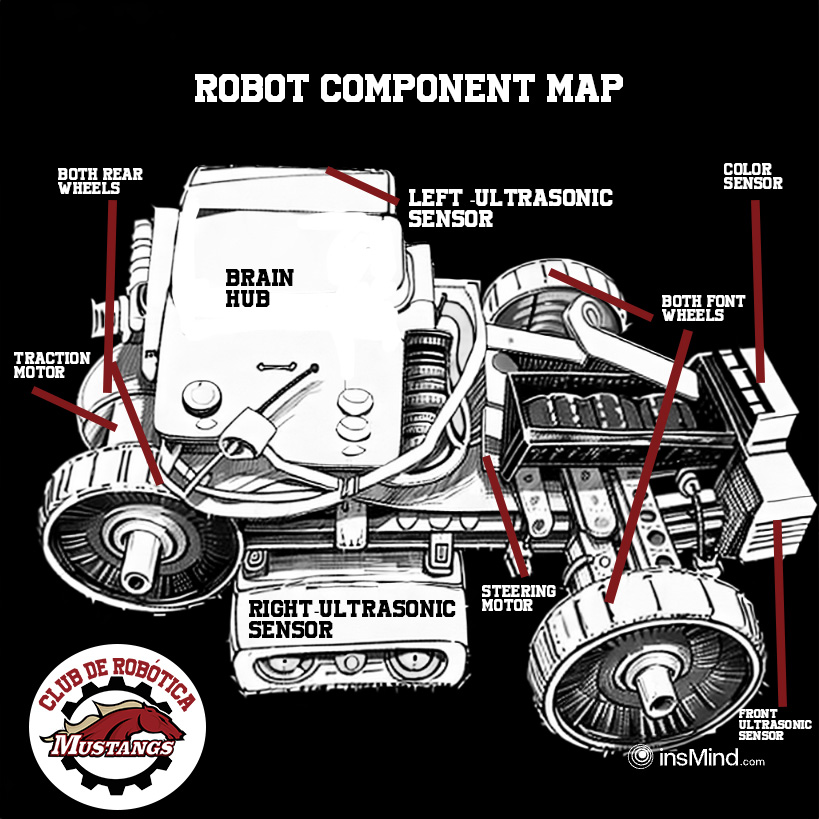 ROBOT COMPONENT MAP
BOTH REAR
WHEELS
COLOR
SENSOR
LEFT -ULTRASONIC
SENSOR
BRAIN
HUB
BOTH FONT
WHEELS
TRACTION
MOTOR
STEERING
MOTOR
RIGHT-ULTRASONIC
SENSOR
FRONT
ULTRASONIC
SENSOR
CLUB DE ROBÓTICA
MUSTANGS
insMind.com